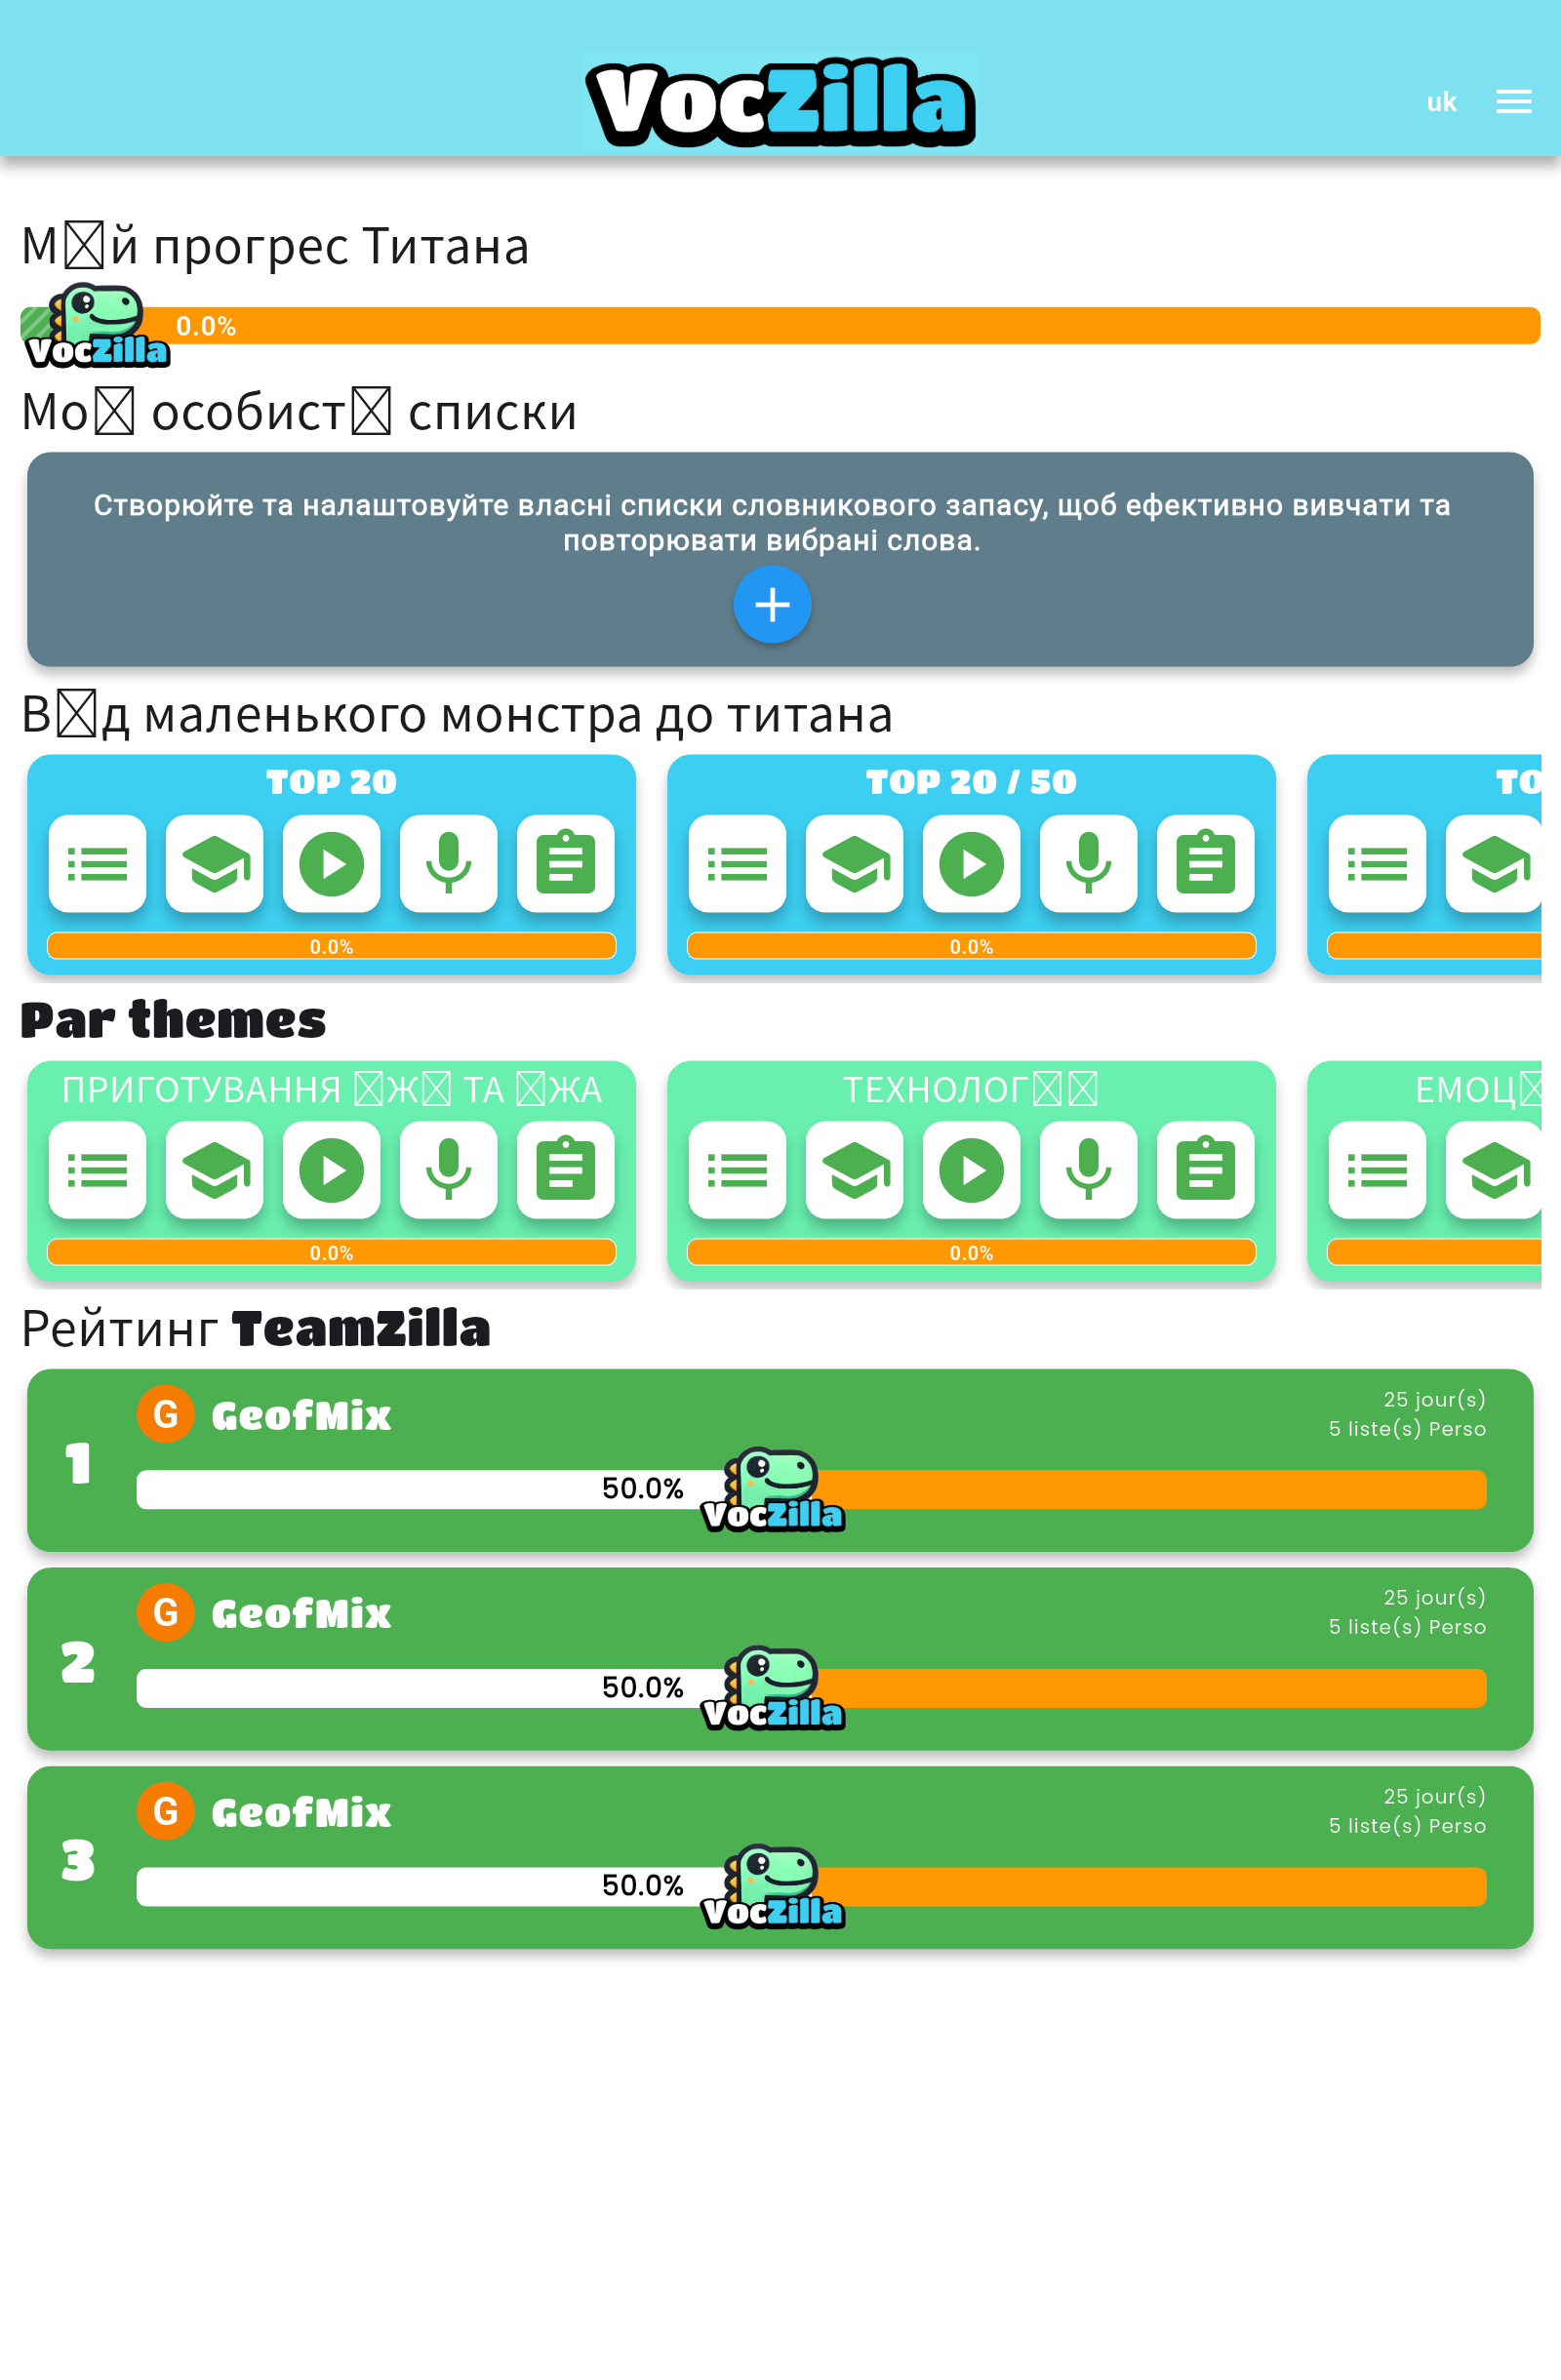 VocZilla
uk
М☒й прогрес Титана
VocZilla
0.0%
Мо☒ особист☒ списки
Створюйте та налаштовуйте власні списки словникового запасу, щоб ефективно вивчати та
повторювати вибрані слова.
В☒д маленького монстра до титана
TOP 20
TOP 20 / 50
TO
0.0%
0.0%
Par themes
ПРИГОТУВАННЯ ☒Ж☒ ТА ☒ЖА
ТЕХНОЛОГ☒☒
ЕМОЦ☒
0.0%
0.0%
Рейтинг TeamZilla
1
G
GeofMix
25 jour(s)
5 liste(s) Perso
50.0%
VocZilla
2
G
GeofMix
25 jour(s)
5 liste(s) Perso
50.0%
VocZilla
3
G
GeofMix
25 jour(s)
5 liste(s) Perso
50.0%
VocZilla